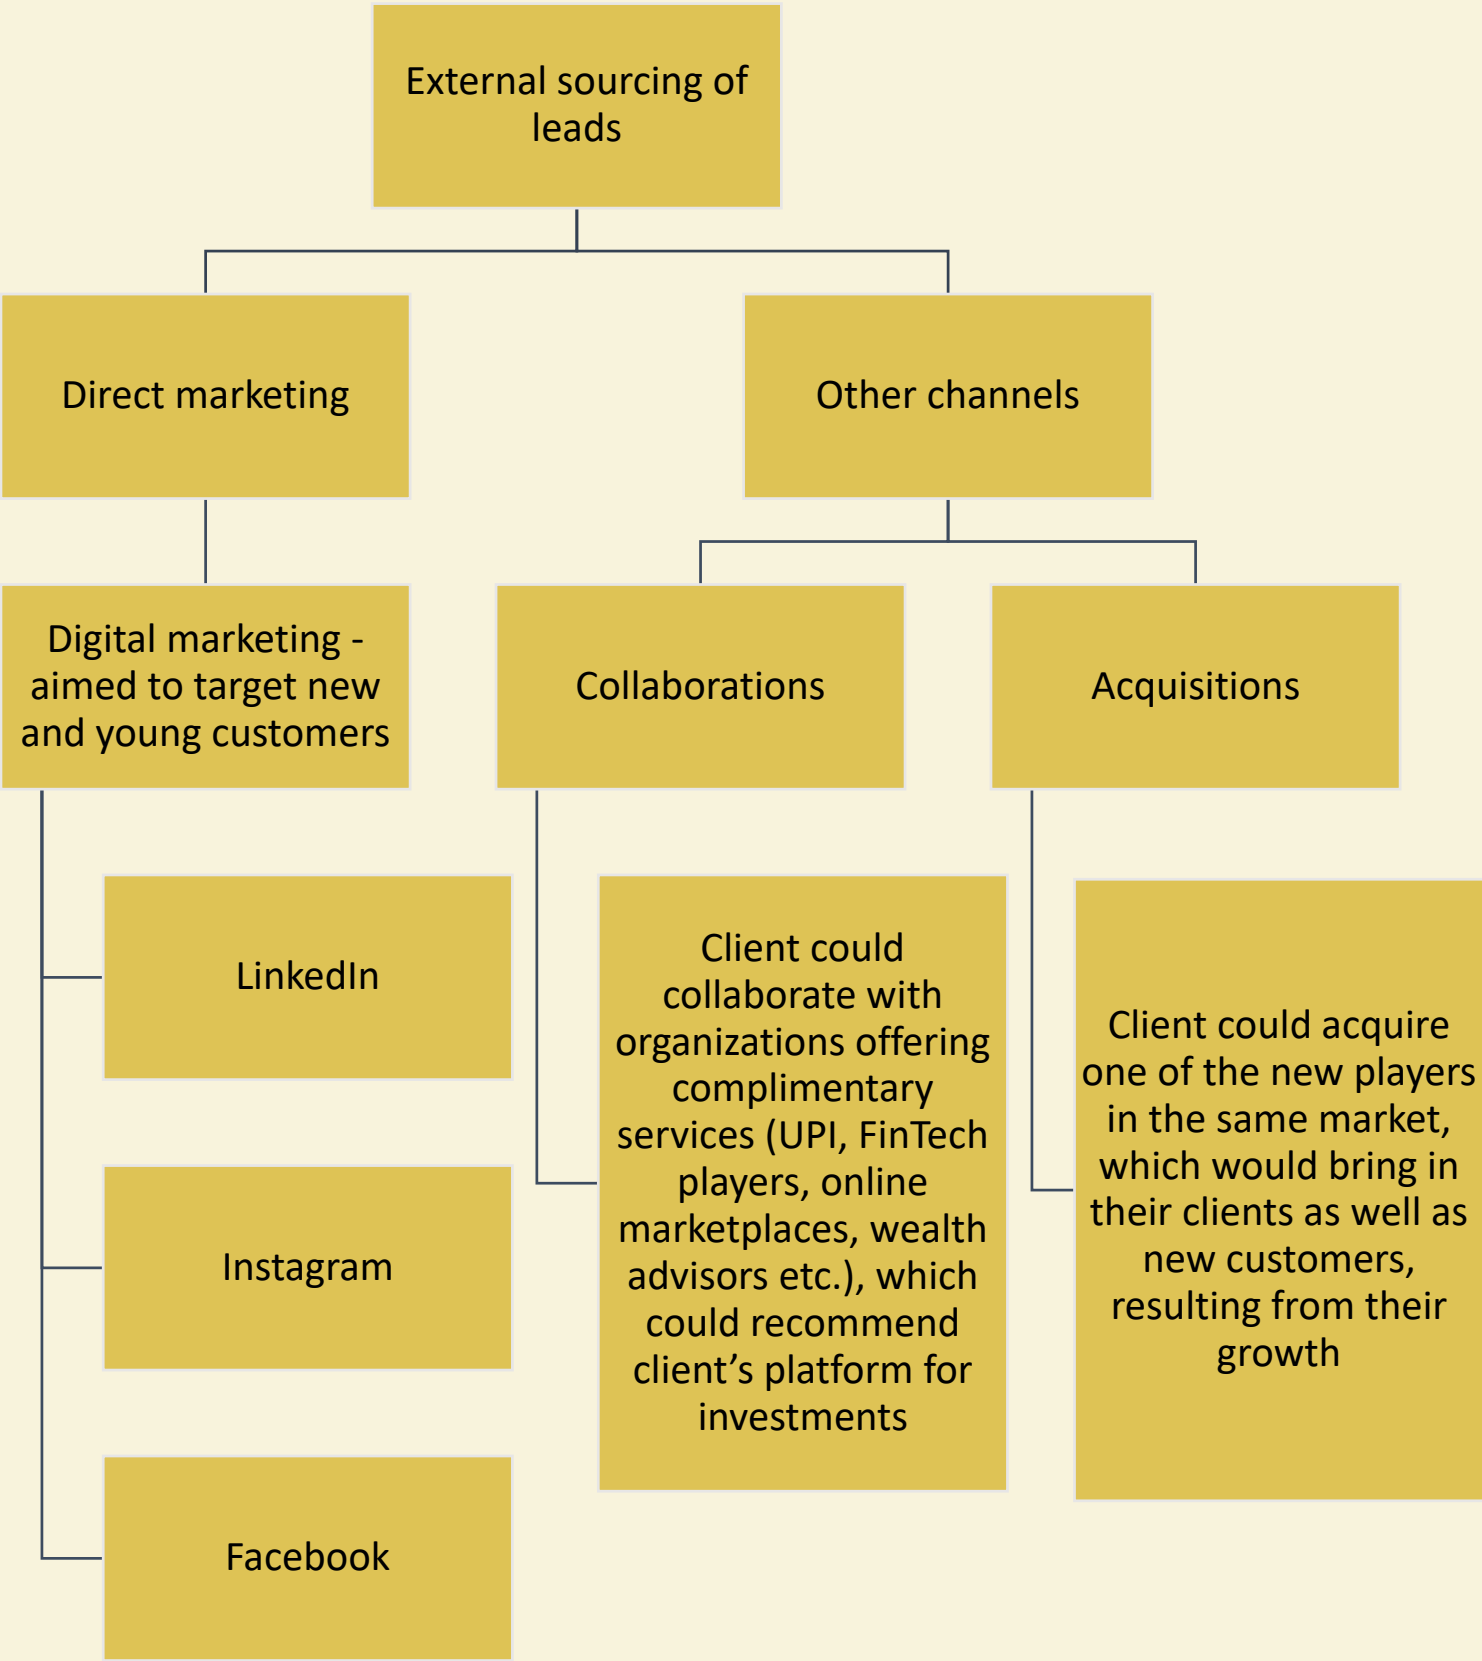 External sourcing of
leads
Direct marketing
Other channels
Digital marketing -
aimed to target new
and young customers
Collaborations
Acquisitions
LinkedIn
Instagram
Facebook
Client could
collaborate with
organizations offering
complimentary
services (UPI, FinTech
players, online
marketplaces, wealth
advisors etc.), which
could recommend
client’s platform for
investments
Client could acquire
one of the new players
in the same market,
which would bring in
their clients as well as
new customers,
resulting from their
growth